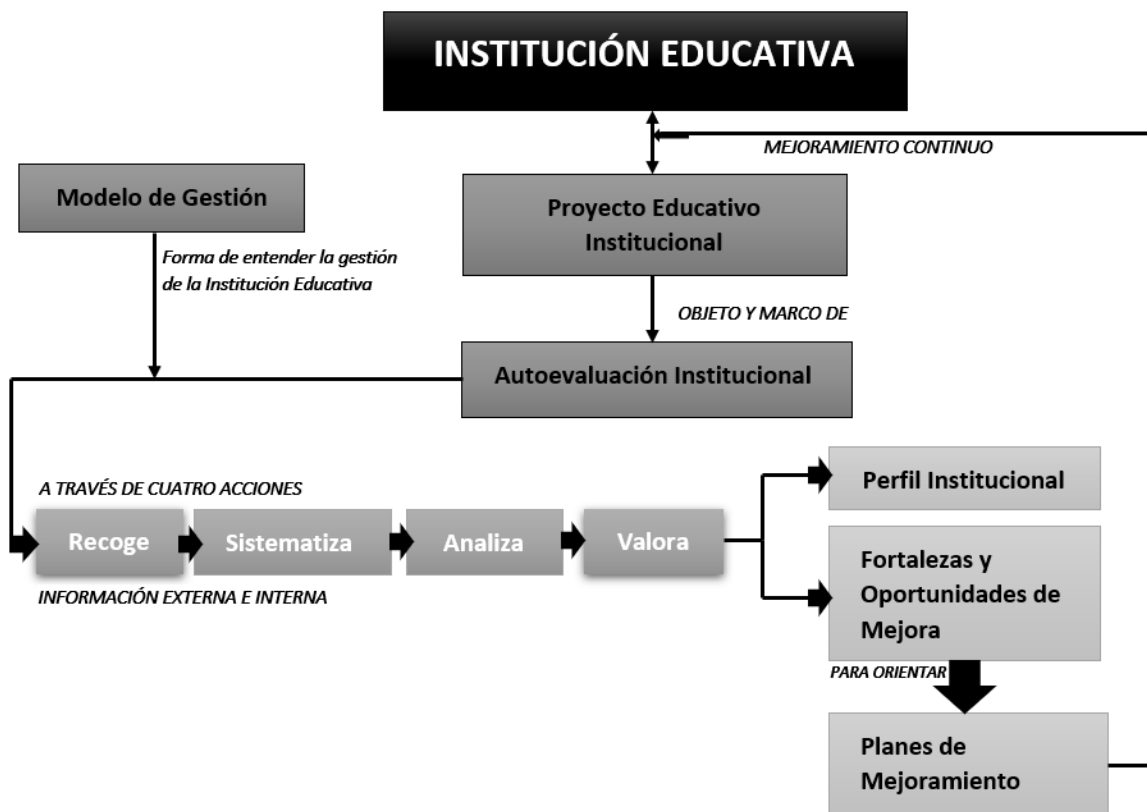 INSTITUCIÓN EDUCATIVA
MEJORAMIENTO CONTINUO
Modelo de Gestión
Proyecto Educativo
Institucional
Forma de entender la gestión
de la Institución Educativa
OBJETO Y MARCO DE
Autoevaluación Institucional
A TRAVÉS DE CUATRO ACCIONES
Recoge
Sistematiza
Analiza
Valora
INFORMACIÓN EXTERNA E INTERNA
Perfil Institucional
Fortalezas y
Oportunidades de
Mejora
PARA ORIENTAR
Planes de
Mejoramiento